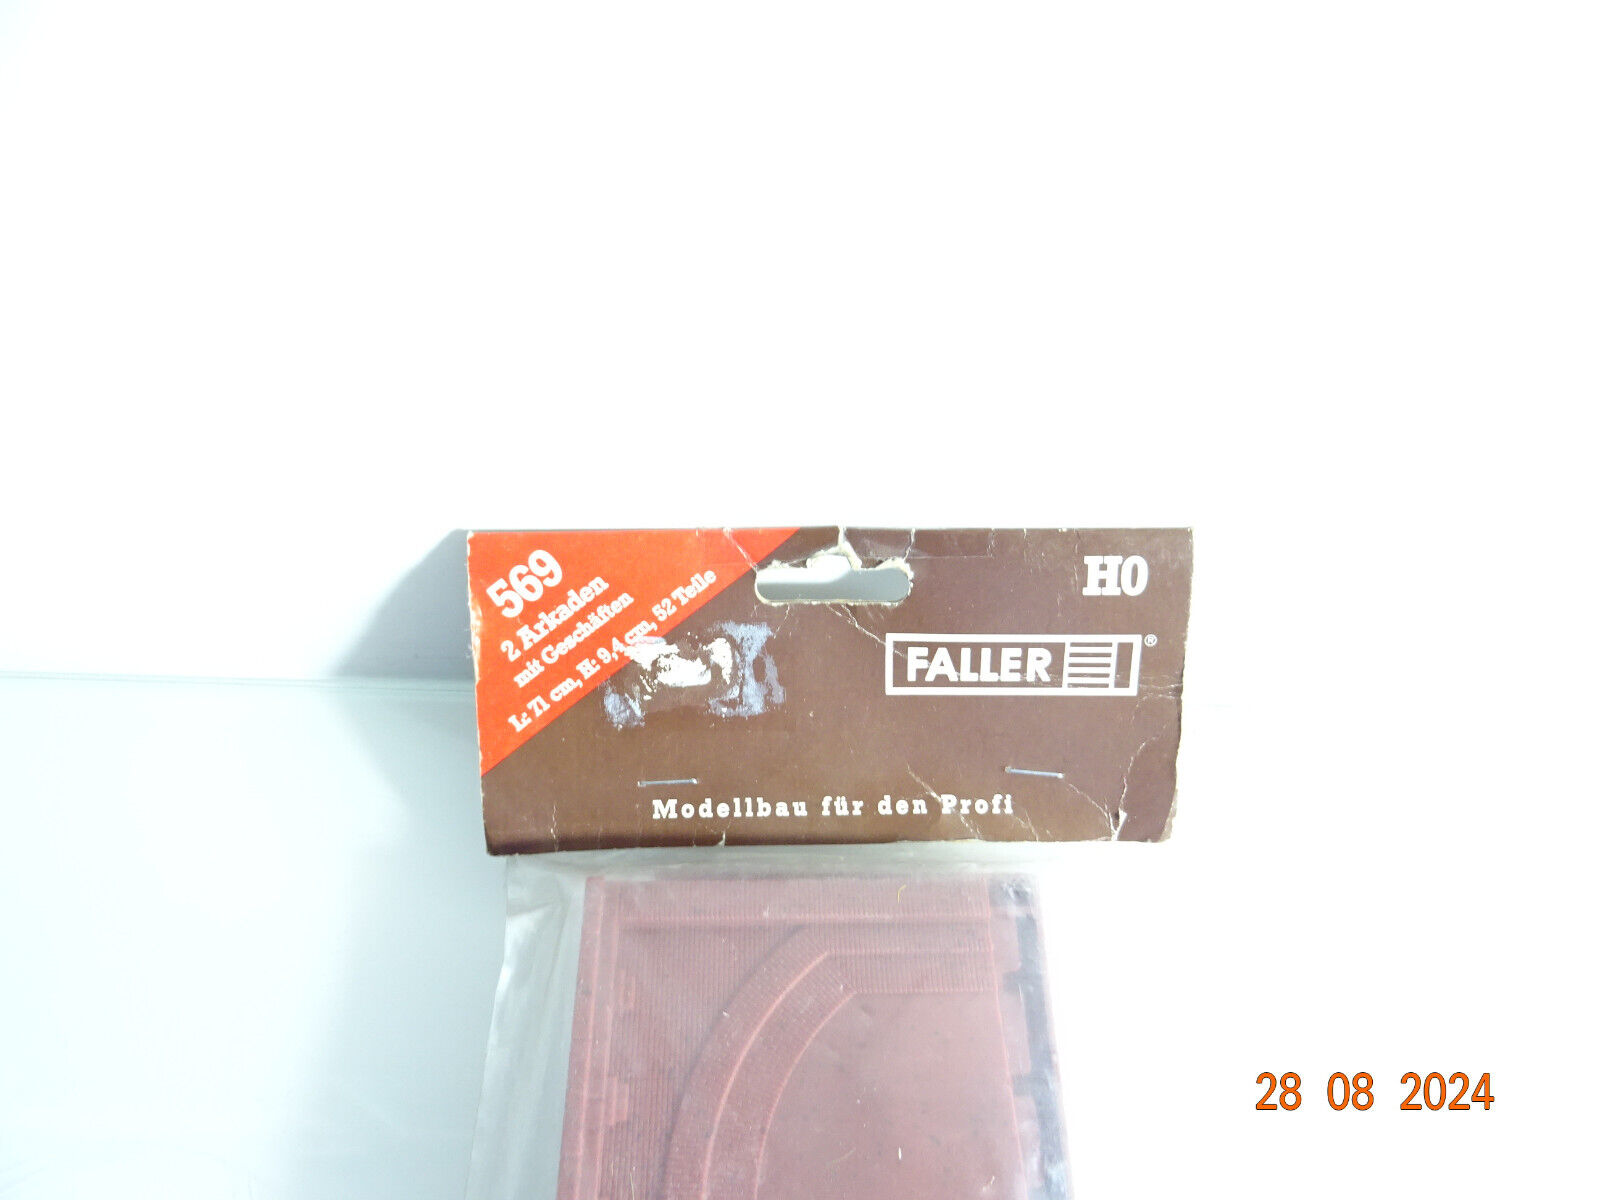 569
2 Arkaden
mit Geschäften
L: 71 cm, H: 9,4 cm, 52 Teile
H0
FALLER ®
Modellbau für den Profi
28 08 2024